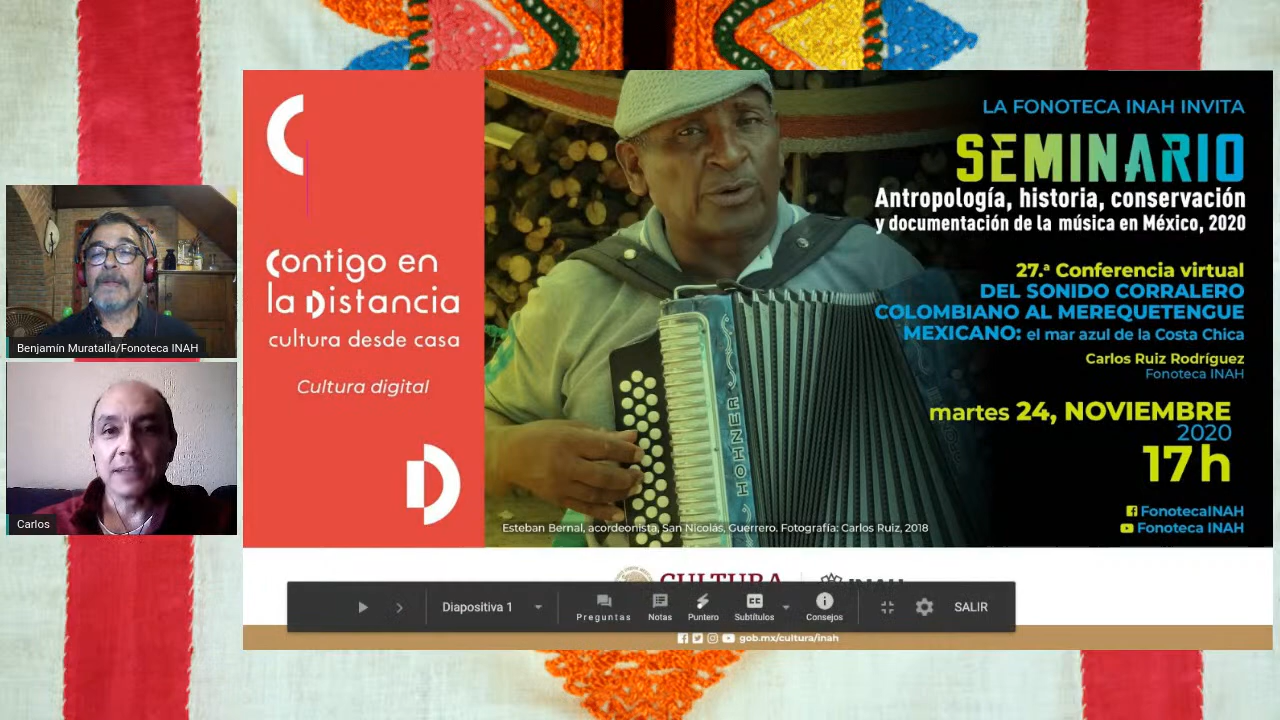 Benjamín Muratalla/Fonoteca INAH
Carlos
Contigo en
la Distancia
cultura desde casa
Cultura digital
LA FONOTECA INAH INVITA
SEMINARIO
Antropología, historia, conservación
y documentación de la música en México, 2020
27.ª Conferencia virtual
DEL SONIDO CORRALERO
COLOMBIANO AL MEREQUETENGUE
MEXICANO: el mar azul de la Costa Chica
Carlos Ruiz Rodríguez
Fonoteca INAH
martes 24, NOVIEMBRE
2020
17h
FonotecaINAH
Fonoteca INAH
HOHNER
Esteban Bernal, acordeonista, San Nicolás, Guerrero. Fotografía: Carlos Ruiz, 2018
CULTURA INAH
Diapositiva 1
Preguntas
Notas
Puntero
Subtítulos
Consejos
SALIR
gob.mx/cultura/inah